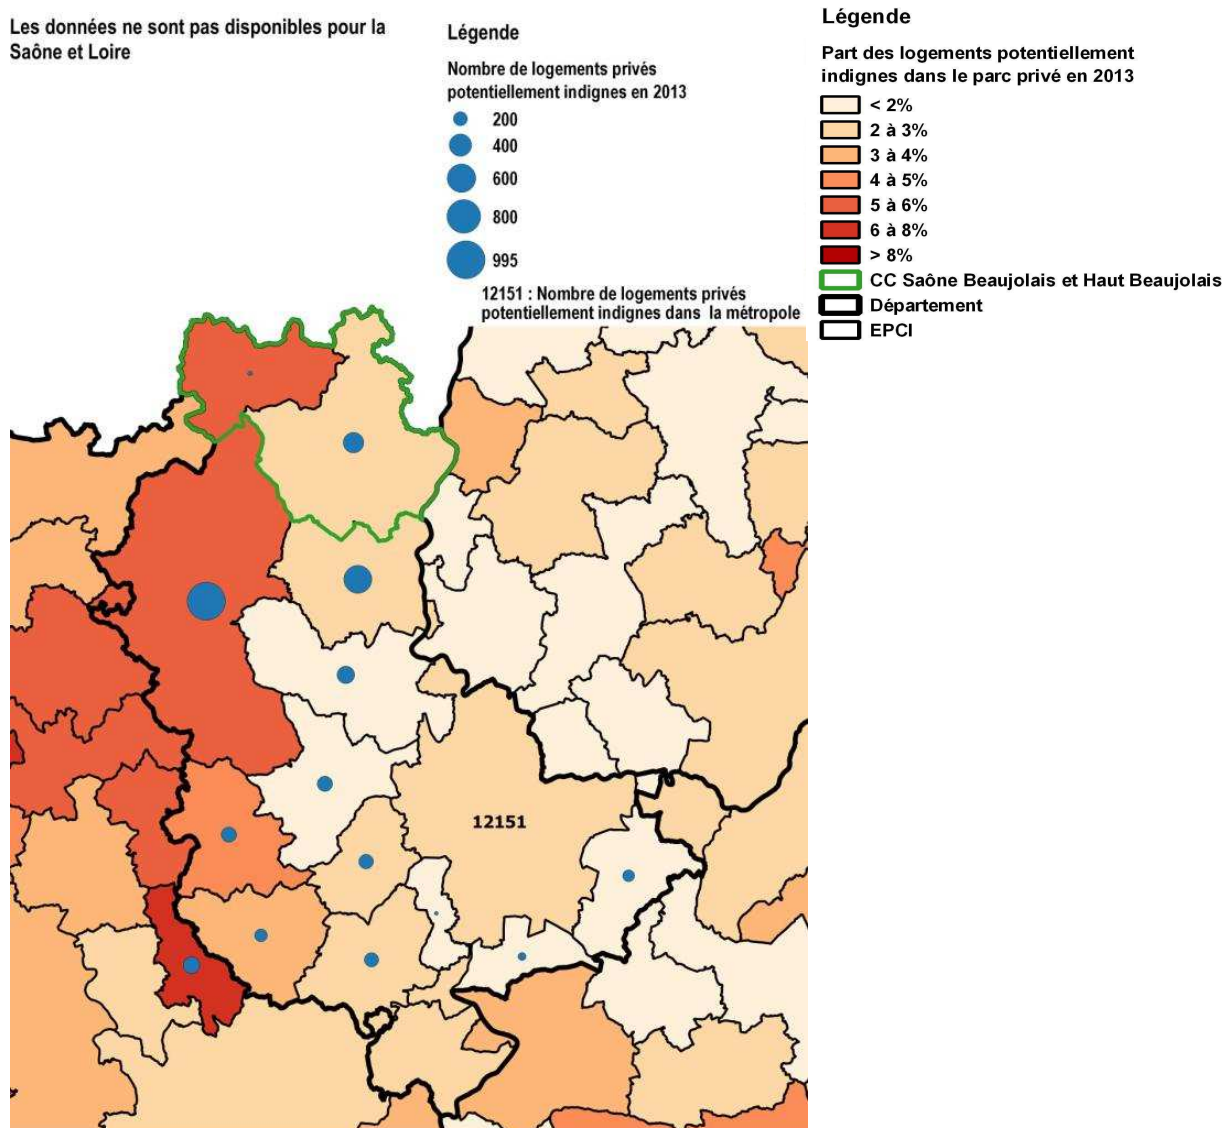 Les données ne sont pas disponibles pour la
Saône et Loire
Légende
Nombre de logements privés
potentiellement indignes en 2013
200
400
600
800
995
12151 : Nombre de logements privés
potentiellement indignes dans la métropole
Légende
Part des logements potentiellement
indignes dans le parc privé en 2013
< 2%
2 à 3%
3 à 4%
4 à 5%
5 à 6%
6 à 8%
> 8%
CC Saône Beaujolais et Haut Beaujolais
Département
EPCI
12151